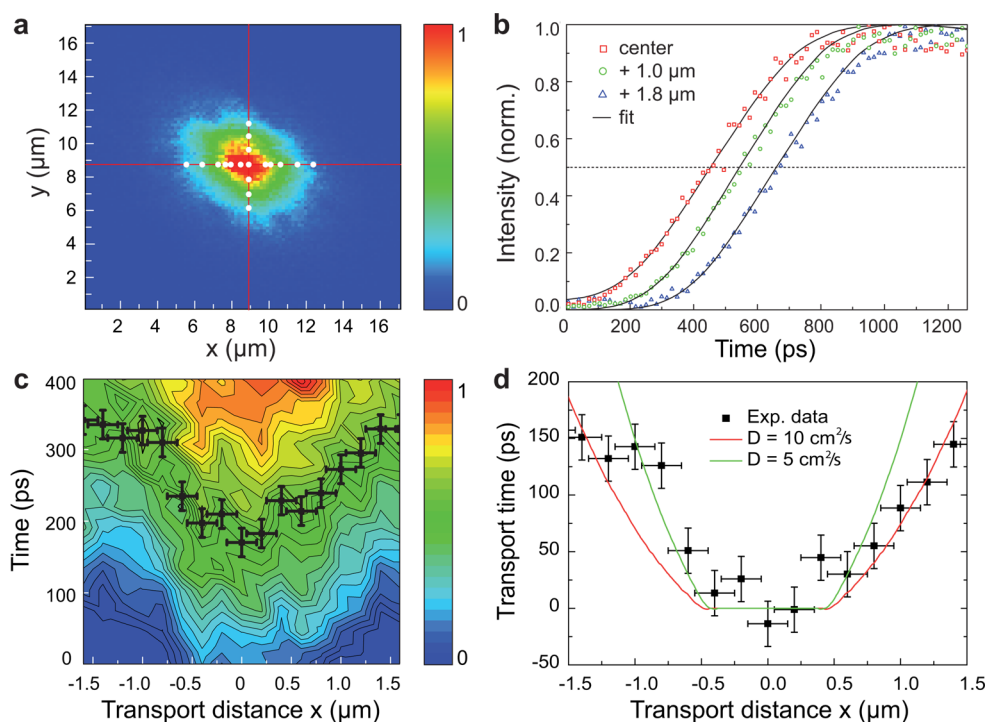 a
y (µm)
16
14
12
10
8
6
4
2
2 4 6 8 10 12 14 16
x (µm)
1
0
b
Intensity (norm.)
1.0
0.8
0.6
0.4
0.2
0.0
center
+ 1.0 µm
+ 1.8 µm
fit
0 200 400 600 800 1000 1200
Time (ps)
c
Time (ps)
400
300
200
100
0
-1.5 -1.0 -0.5 0.0 0.5 1.0 1.5
Transport distance x (µm)
1
0
d
Transport time (ps)
200
150
100
50
0
-50
Exp. data
D = 10 cm²/s
D = 5 cm²/s
-1.5 -1.0 -0.5 0.0 0.5 1.0 1.5
Transport distance x (µm)